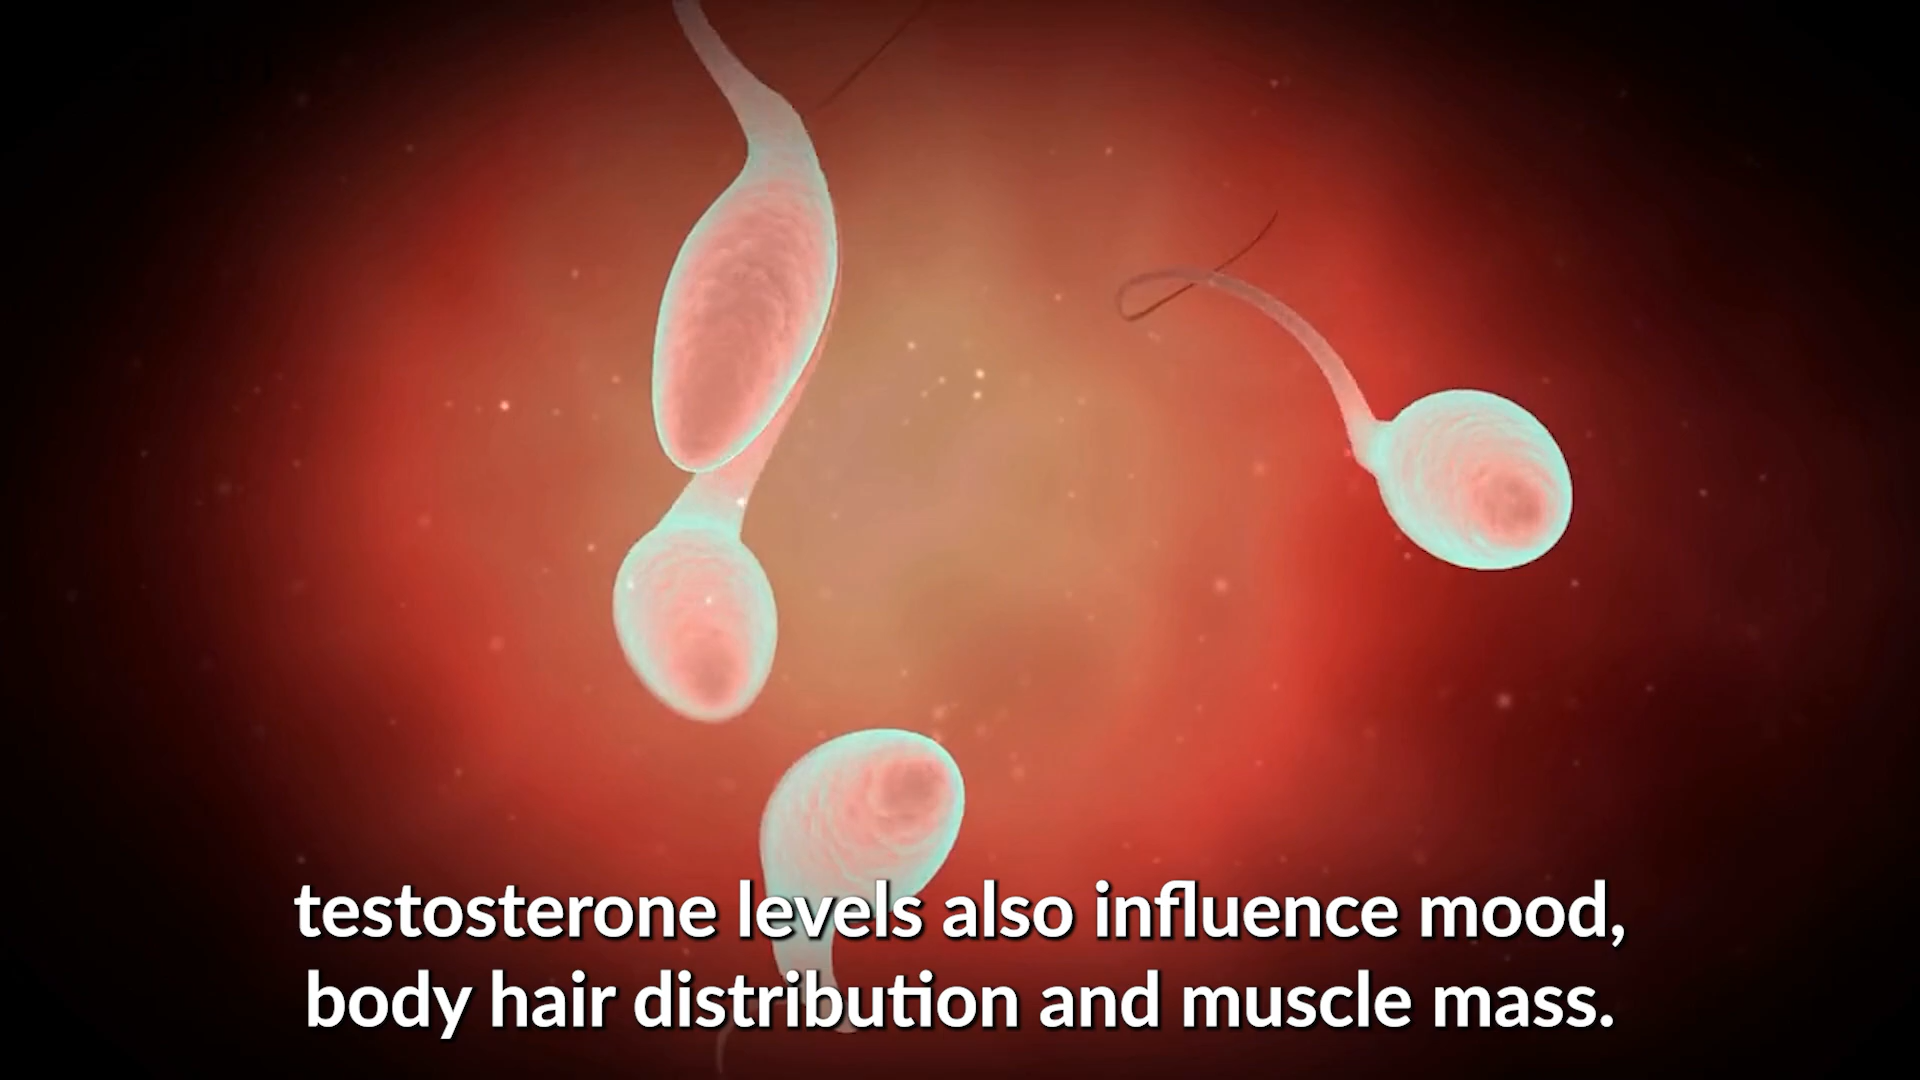 testosterone levels also influence mood,
body hair distribution and muscle mass.